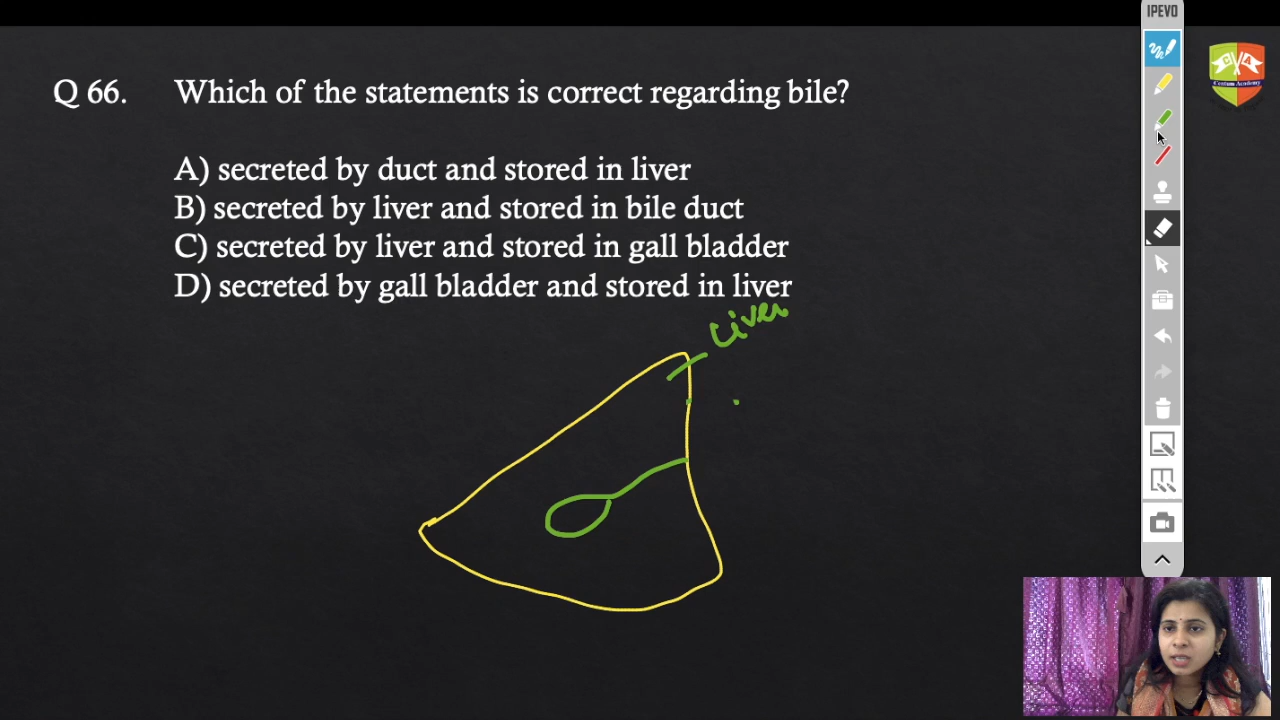 IPEVO
Q 66. Which of the statements is correct regarding bile?
A) secreted by duct and stored in liver
B) secreted by liver and stored in bile duct
C) secreted by liver and stored in gall bladder
D) secreted by gall bladder and stored in liver
Liver
Centum Academy